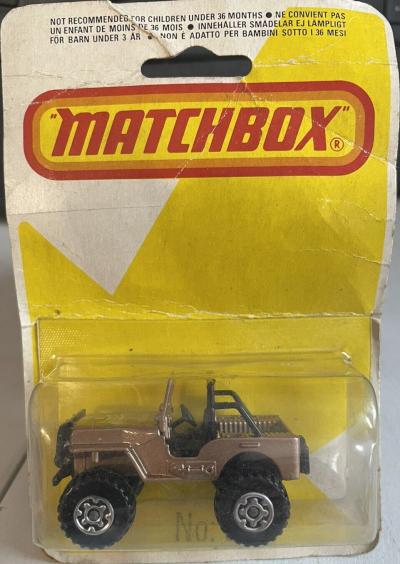 NOT RECOMMENDED FOR CHILDREN UNDER 36 MONTHS ● NE CONVIENT PAS
UN ENFANT DE MOINS DE 36 MOIS ● INNEHÅLLER SMÅDELAR EJ LÄMPLIGT
FÖR BARN UNDER 3 ÅR ● NON È ADATTO PER BAMBINI SOTTO I 36 MESI
"MATCHBOX"®
No: